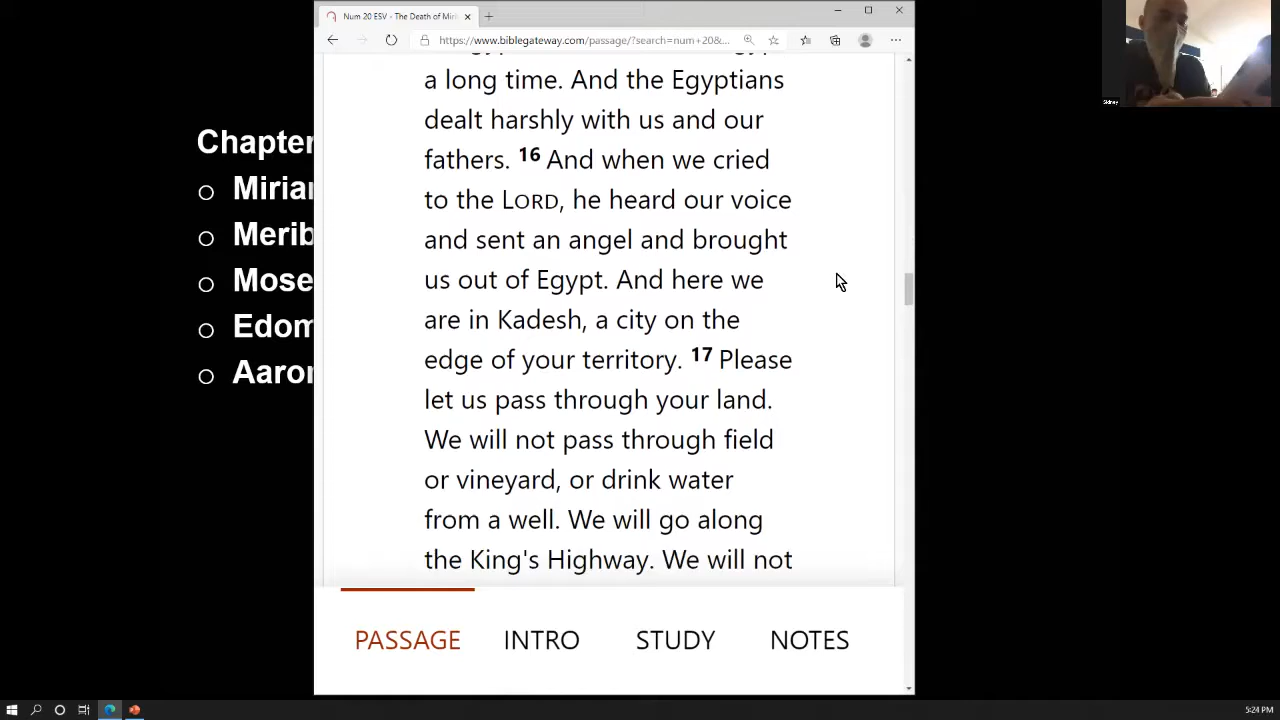 Num 20 ESV - The Death of Miri
https://www.biblegateway.com/passage/?search=num+20&...
a long time. And the Egyptians
dealt harshly with us and our
fathers. 16 And when we cried
to the LORD, he heard our voice
and sent an angel and brought
us out of Egypt. And here we
are in Kadesh, a city on the
edge of your territory. 17 Please
let us pass through your land.
We will not pass through field
or vineyard, or drink water
from a well. We will go along
the King's Highway. We will not
PASSAGE INTRO STUDY NOTES
Chapter
Miriam
Merib
Mose
Edom
Aaron
Sidney
5:24 PM